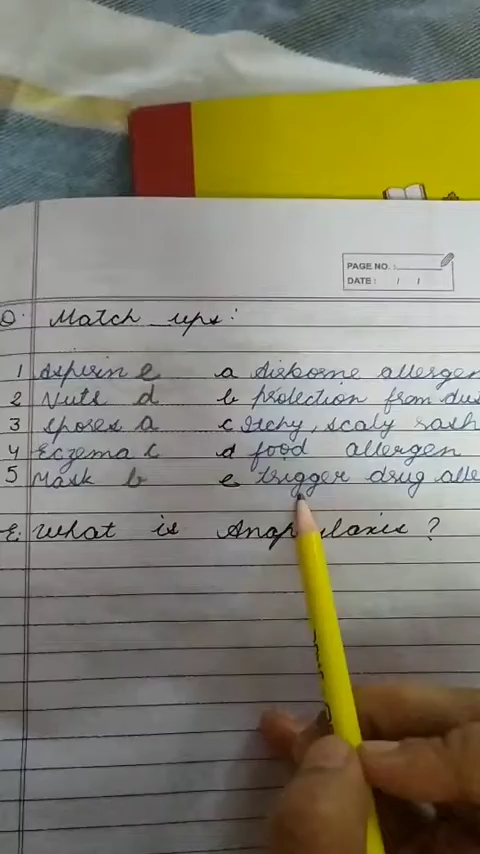 PAGE NO.:
DATE: / /
Q. Match ups:
1 Aspirin e a Airborne allergen
2 Nuts d b protection from dus
3 Spores a c Itchy, scaly rash
4 Eczema c d food allergen
5 Mask b e trigger drug alle
E. What is Anaphylaxis ?